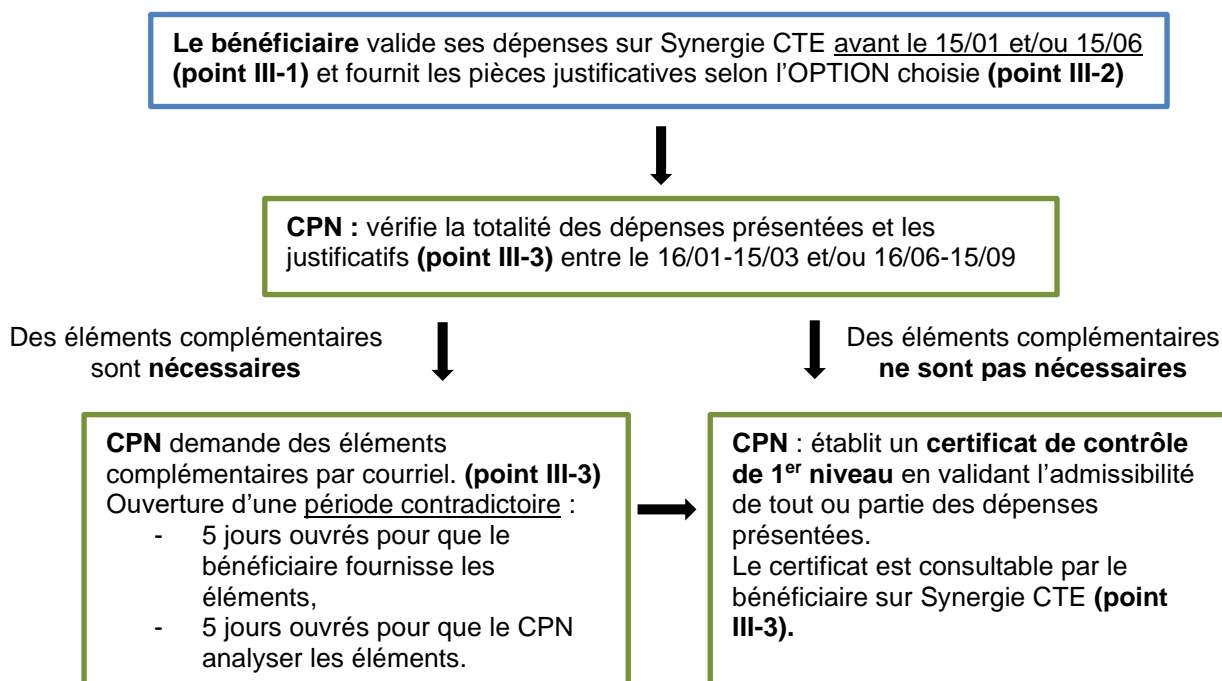 Le bénéficiaire valide ses dépenses sur Synergie CTE avant le 15/01 et/ou 15/06
(point III-1) et fournit les pièces justificatives selon l’OPTION choisie (point III-2)
CPN : vérifie la totalité des dépenses présentées et les
justificatifs (point III-3) entre le 16/01-15/03 et/ou 16/06-15/09
Des éléments complémentaires
sont nécessaires
Des éléments complémentaires
ne sont pas nécessaires
CPN demande des éléments
complémentaires par courriel. (point III-3)
Ouverture d’une période contradictoire :
- 5 jours ouvrés pour que le
bénéficiaire fournisse les
éléments,
- 5 jours ouvrés pour que le CPN
analyser les éléments.
CPN : établit un certificat de contrôle
de 1er niveau en validant l’admissibilité
de tout ou partie des dépenses
présentées.
Le certificat est consultable par le
bénéficiaire sur Synergie CTE (point
III-3).